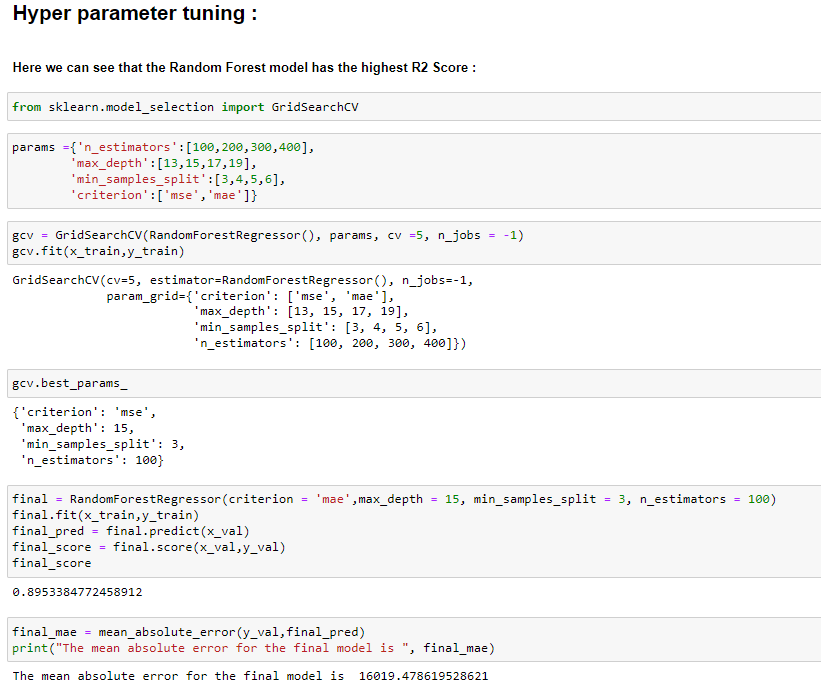 Hyper parameter tuning :
Here we can see that the Random Forest model has the highest R2 Score :
from sklearn.model_selection import GridSearchCV
params ={'n_estimators':[100,200,300,400],
        'max_depth':[13,15,17,19],
        'min_samples_split':[3,4,5,6],
        'criterion':['mse','mae']}
gcv = GridSearchCV(RandomForestRegressor(), params, cv =5, n_jobs = -1)
gcv.fit(x_train,y_train)
GridSearchCV(cv=5, estimator=RandomForestRegressor(), n_jobs=-1,
             param_grid={'criterion': ['mse', 'mae'],
                         'max_depth': [13, 15, 17, 19],
                         'min_samples_split': [3, 4, 5, 6],
                         'n_estimators': [100, 200, 300, 400]})
gcv.best_params_
{'criterion': 'mse',
 'max_depth': 15,
 'min_samples_split': 3,
 'n_estimators': 100}
final = RandomForestRegressor(criterion = 'mae',max_depth = 15, min_samples_split = 3, n_estimators = 100)
final.fit(x_train,y_train)
final_pred = final.predict(x_val)
final_score = final.score(x_val,y_val)
final_score
0.8953384772458912
final_mae = mean_absolute_error(y_val,final_pred)
print("The mean absolute error for the final model is ", final_mae)
The mean absolute error for the final model is  16019.478619528621